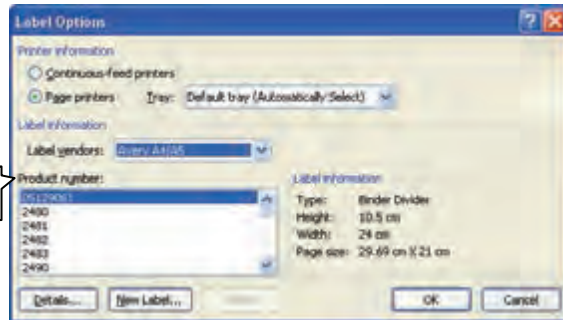 Label Options
Printer information
Continuous-feed printers
Page printers Tray: Default tray (Automatically Select)
Label information
Label vendors: Avery A4/A5
Product number:
2480
2481
2482
2483
2490
Label information
Type: Binder Divider
Height: 10.5 cm
Width: 24 cm
Page size: 29.69 cm X 21 cm
Details... New Label... OK Cancel